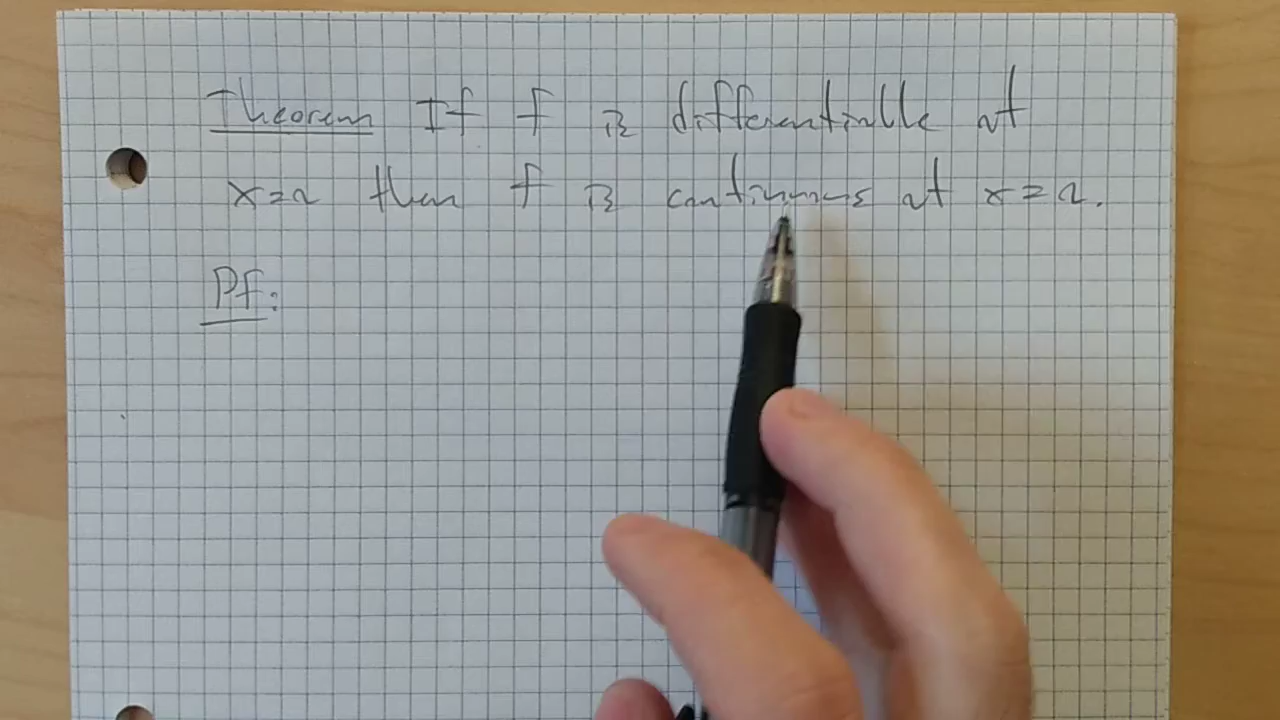 Theorem If f is differentiable at
x=a then f is continuous at x=a.
Pf: